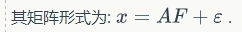 其矩阵形式为: x = AF + ε .